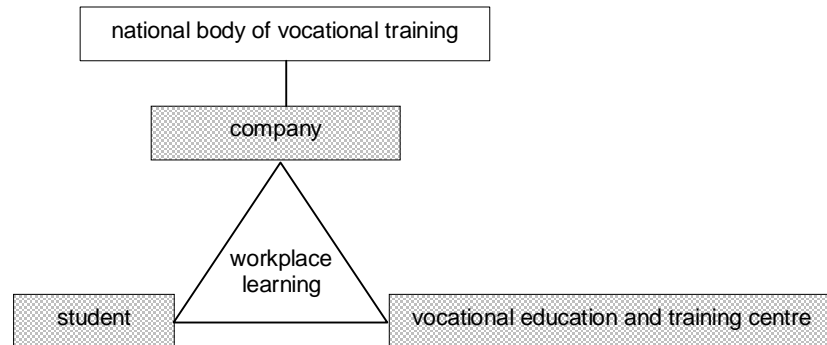 national body of vocational training
company
workplace
learning
student
vocational education and training centre